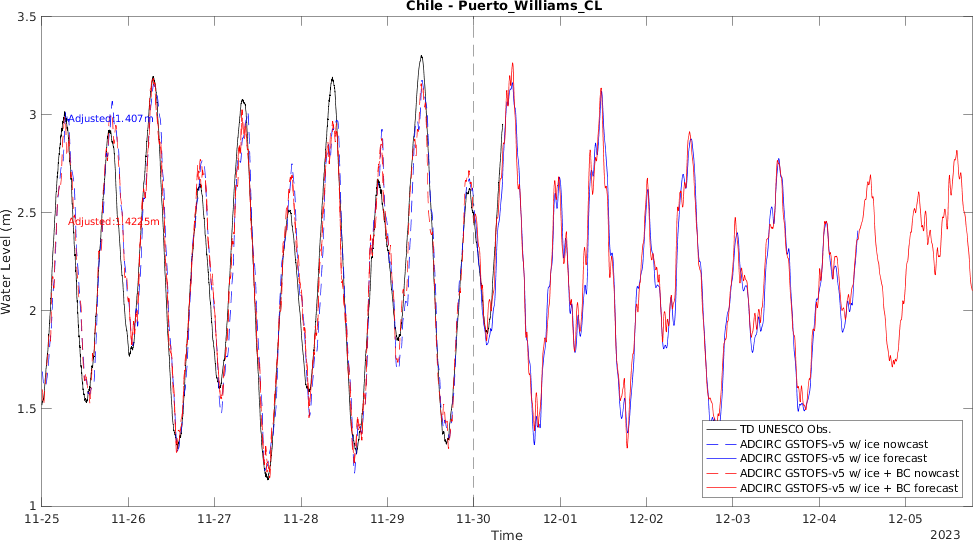 Chile - Puerto_Williams_CL
3.5
3
2.5
2
1.5
1
Water Level (m)
Adjusted:1.407m
Adjusted:1.4225m
TD UNESCO Obs.
ADCIRC GSTOFS-v5 w/ ice nowcast
ADCIRC GSTOFS-v5 w/ ice forecast
ADCIRC GSTOFS-v5 w/ ice + BC nowcast
ADCIRC GSTOFS-v5 w/ ice + BC forecast
11-25 11-26 11-27 11-28 11-29 11-30 12-01 12-02 12-03 12-04 12-05
Time
2023